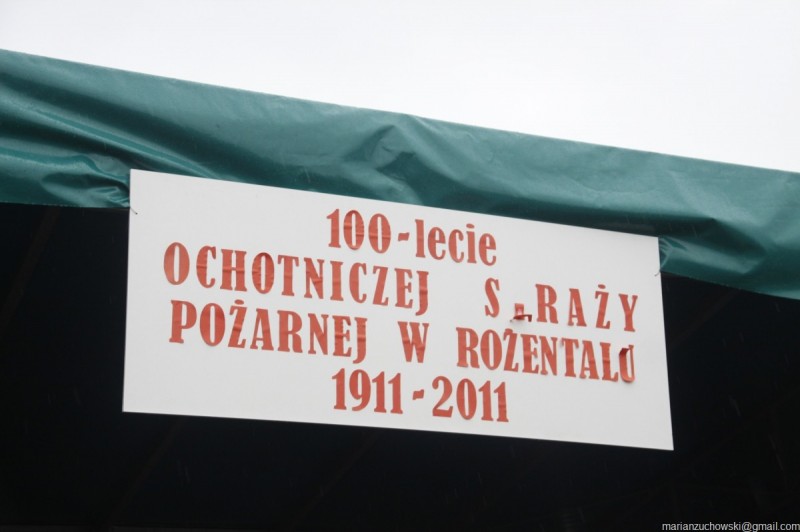 100-lecie
OCHOTNICZEJ STRAŻY
POŻARNEJ W ROŻENTALU
1911-2011
marianzuchowski@gmail.com